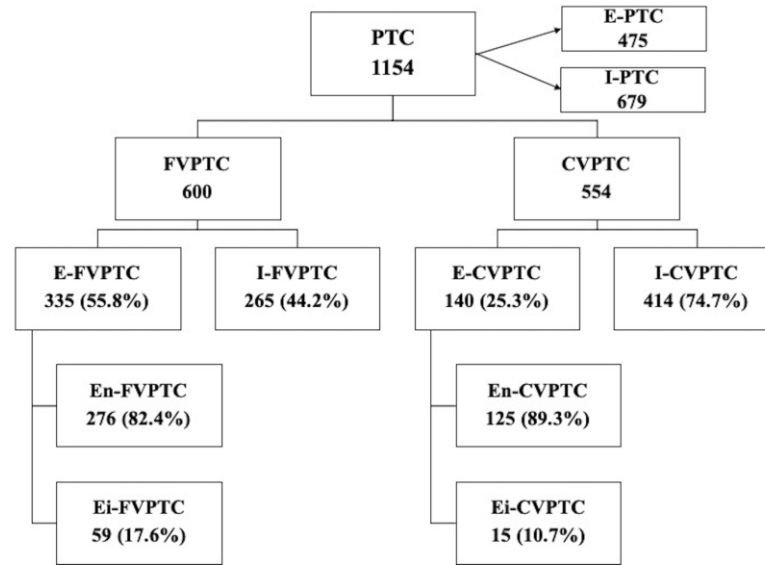 PTC
1154
E-PTC
475
I-PTC
679
FVPTC
600
CVPTC
554
E-FVPTC
335 (55.8%)
I-FVPTC
265 (44.2%)
E-CVPTC
140 (25.3%)
I-CVPTC
414 (74.7%)
En-FVPTC
276 (82.4%)
En-CVPTC
125 (89.3%)
Ei-FVPTC
59 (17.6%)
Ei-CVPTC
15 (10.7%)